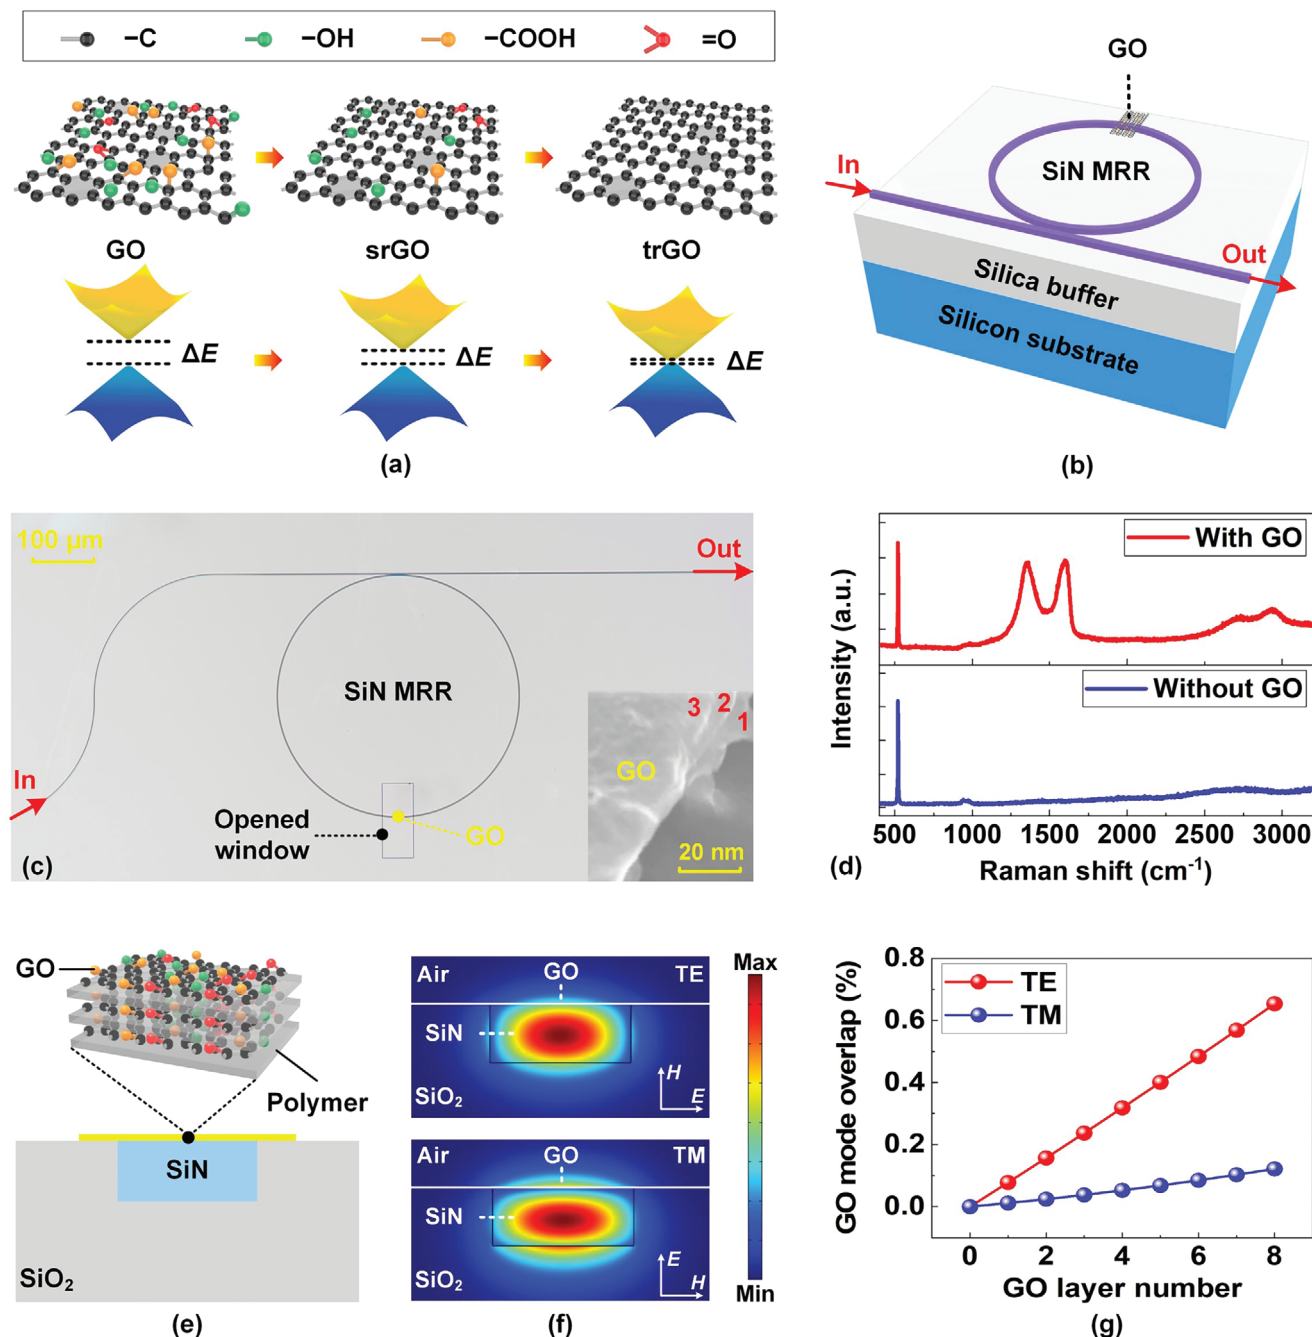 −C −OH −COOH =O
GO srGO trGO
ΔE ΔE ΔE
(a)
GO
SiN MRR
In
Out
Silica buffer
Silicon substrate
(b)
100 μm
Out
SiN MRR
In
Opened
window
GO
3 2 1
GO
20 nm
(c)
With GO
Without GO
Intensity (a.u.)
500 1000 1500 2000 2500 3000
Raman shift (cm⁻¹)
(d)
GO
Polymer
SiN
SiO₂
(e)
Air GO TE
SiN
SiO₂
H
E
Air GO TM
SiN
SiO₂
E
H
Max
Min
(f)
TE
TM
GO mode overlap (%)
0.8
0.6
0.4
0.2
0.0
0 2 4 6 8
GO layer number
(g)